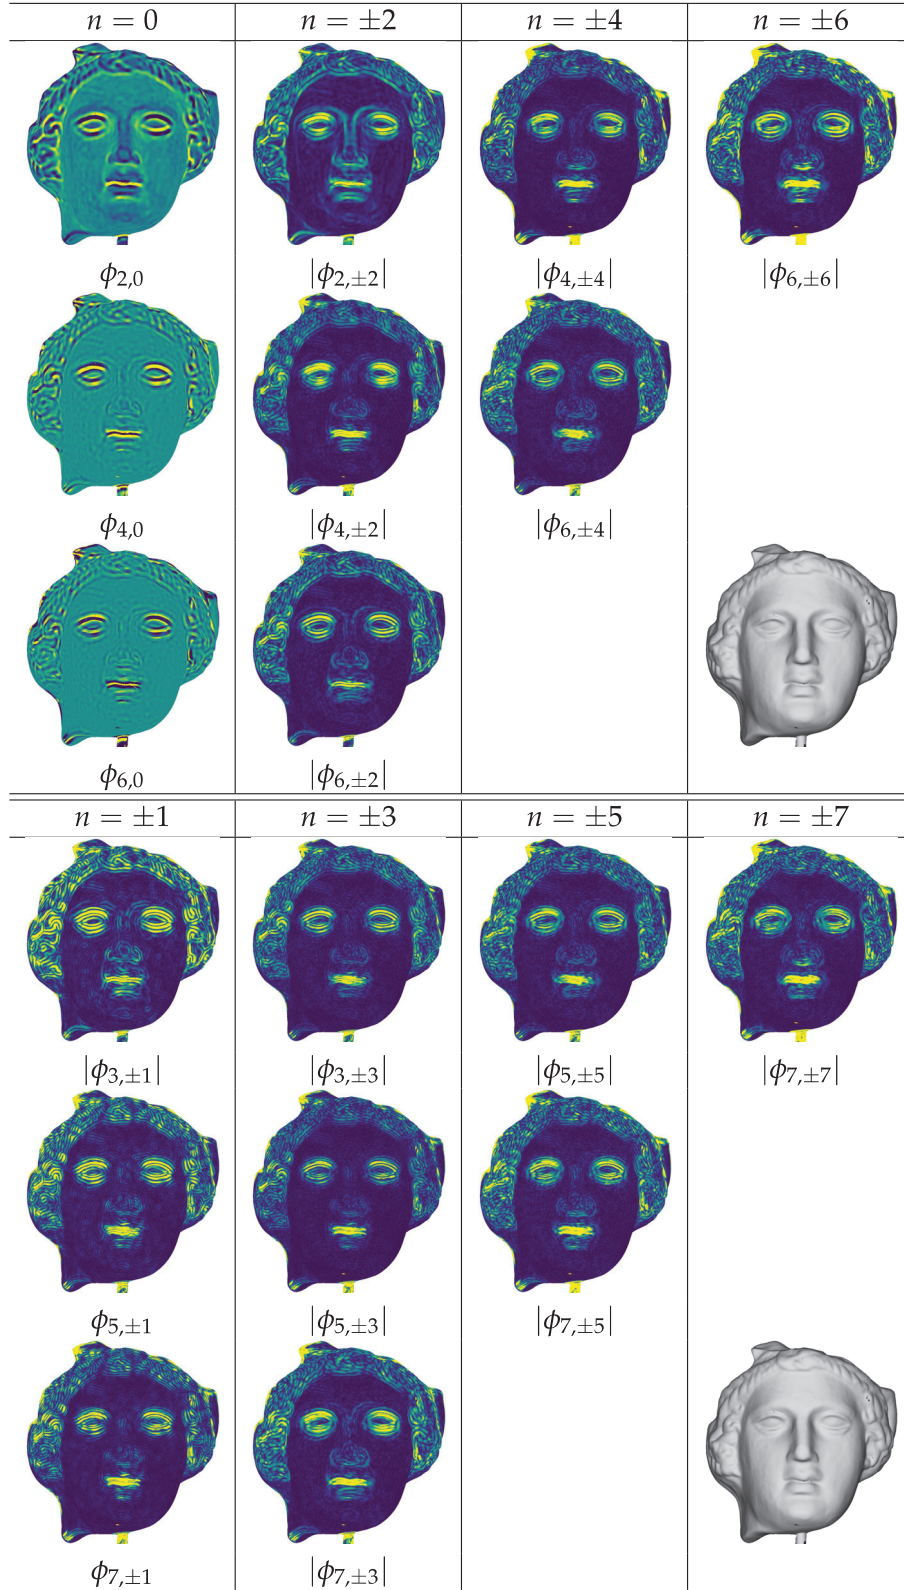 n = 0 n = ±2 n = ±4 n = ±6
ϕ2,0 |ϕ2,±2| |ϕ4,±4| |ϕ6,±6|
ϕ4,0 |ϕ4,±2| |ϕ6,±4|
ϕ6,0 |ϕ6,±2|
n = ±1 n = ±3 n = ±5 n = ±7
|ϕ3,±1| |ϕ3,±3| |ϕ5,±5| |ϕ7,±7|
ϕ5,±1 |ϕ5,±3| |ϕ7,±5|
ϕ7,±1 |ϕ7,±3|